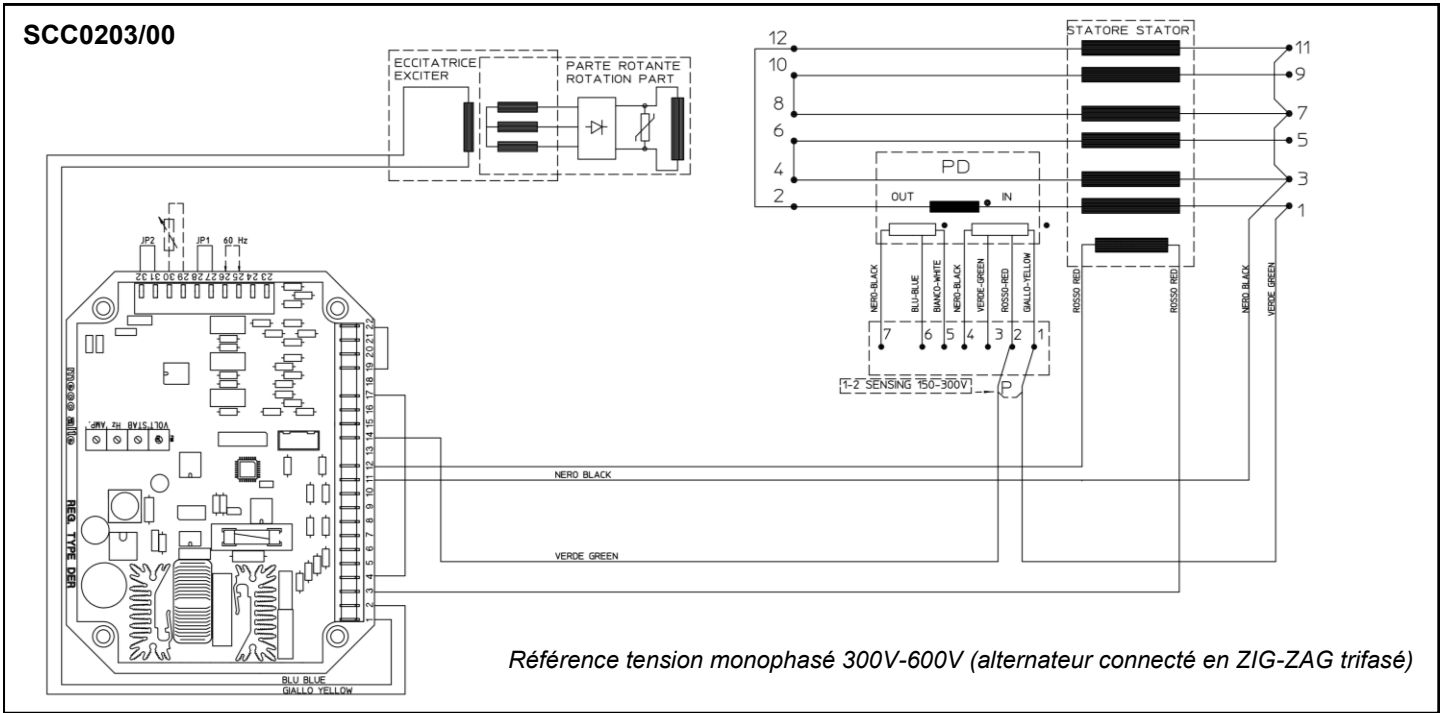 SCC0203/00
ECCITATRICE
EXCITER
PARTE ROTANTE
ROTATION PART
STATORE STATOR
12
10
8
6
4
2
11
9
7
5
3
1
PD
OUT
IN
NERO-BLACK
BLU-BLUE
BIANCO-WHITE
NERO-BLACK
VERDE-GREEN
ROSSO-RED
GIALLO-YELLOW
ROSSO RED
ROSSO RED
NERO BLACK
VERDE GREEN
7
6
5
4
3
2
1
1-2 SENSING 150-300V
P
JP2
JP1
60 Hz
32 31 30 29 28 27 26 25 24 23
22
21
20
19
18
17
16
15
14
13
12
11
10
9
8
7
6
5
4
3
2
1
mecc alte
AMP.
Hz
STAB
VOLT
REG. TYPE DER
NERO BLACK
VERDE GREEN
BLU BLUE
GIALLO YELLOW
Référence tension monophasé 300V-600V (alternateur connecté en ZIG-ZAG trifasé)